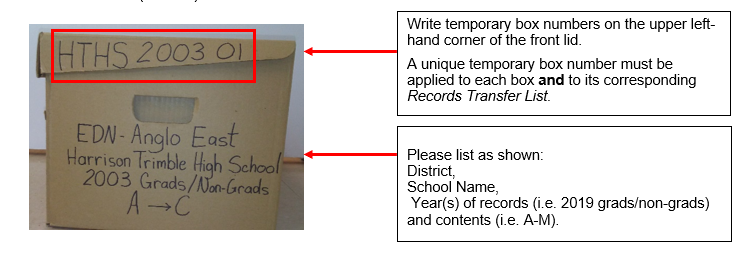 HTHS 2003 01
EDN-Anglo East
Harrison Trimble High School
2003 Grads/Non-Grads
A → C
Write temporary box numbers on the upper left-
hand corner of the front lid.
A unique temporary box number must be
applied to each box and to its corresponding
Records Transfer List.
Please list as shown:
District,
School Name,
Year(s) of records (i.e. 2019 grads/non-grads)
and contents (i.e. A-M).